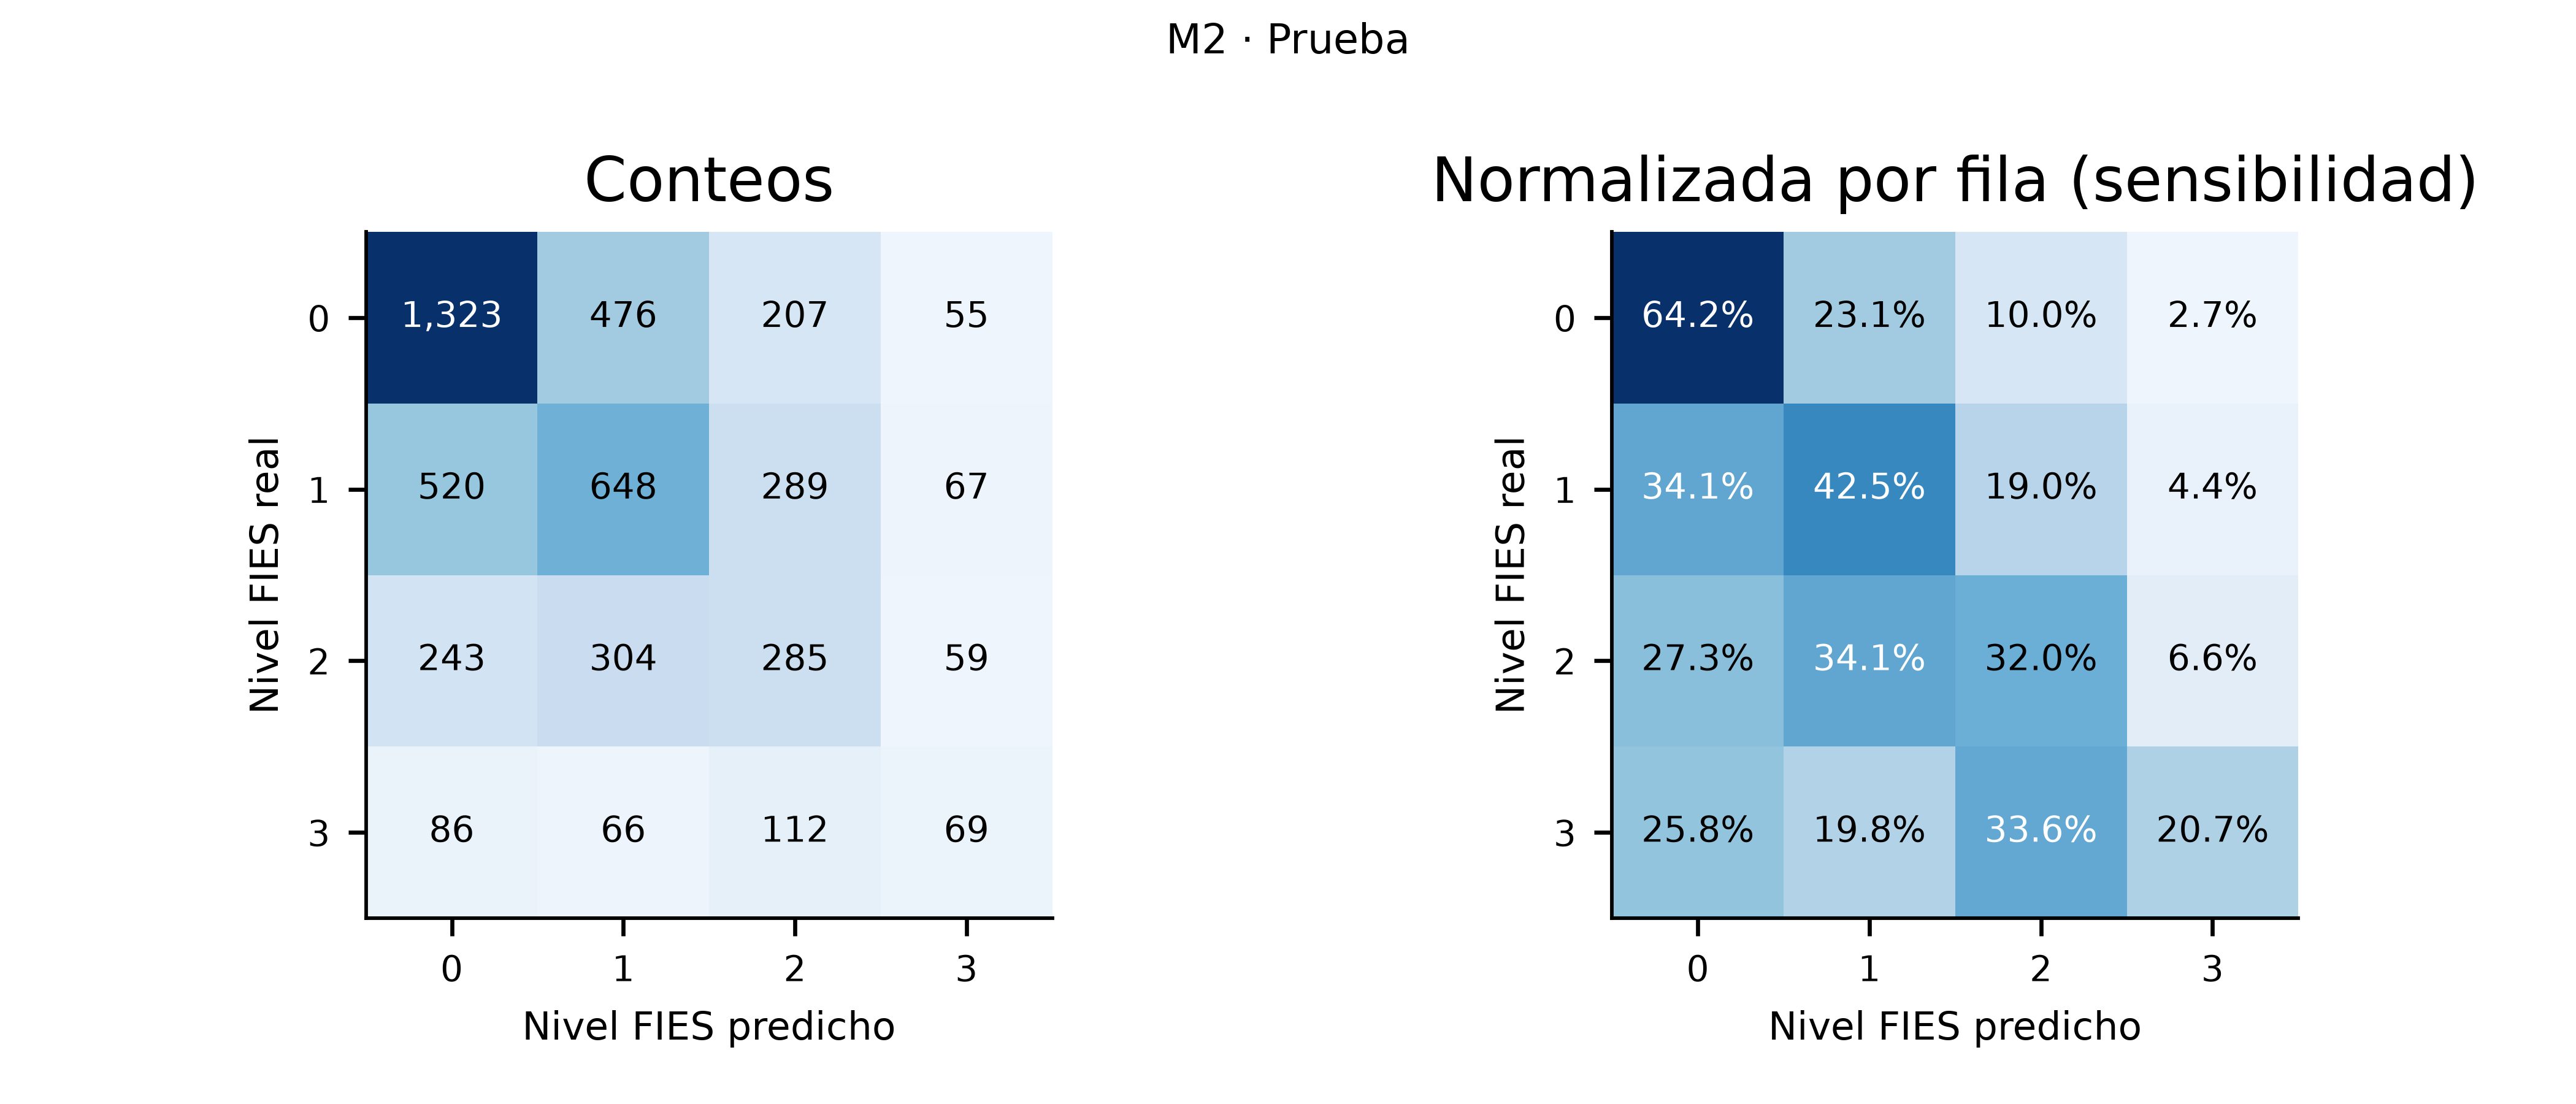 M2 · Prueba
Conteos
Nivel FIES real
0 1,323 476 207 55
1 520 648 289 67
2 243 304 285 59
3 86 66 112 69
0 1 2 3
Nivel FIES predicho
Normalizada por fila (sensibilidad)
Nivel FIES real
0 64.2% 23.1% 10.0% 2.7%
1 34.1% 42.5% 19.0% 4.4%
2 27.3% 34.1% 32.0% 6.6%
3 25.8% 19.8% 33.6% 20.7%
0 1 2 3
Nivel FIES predicho